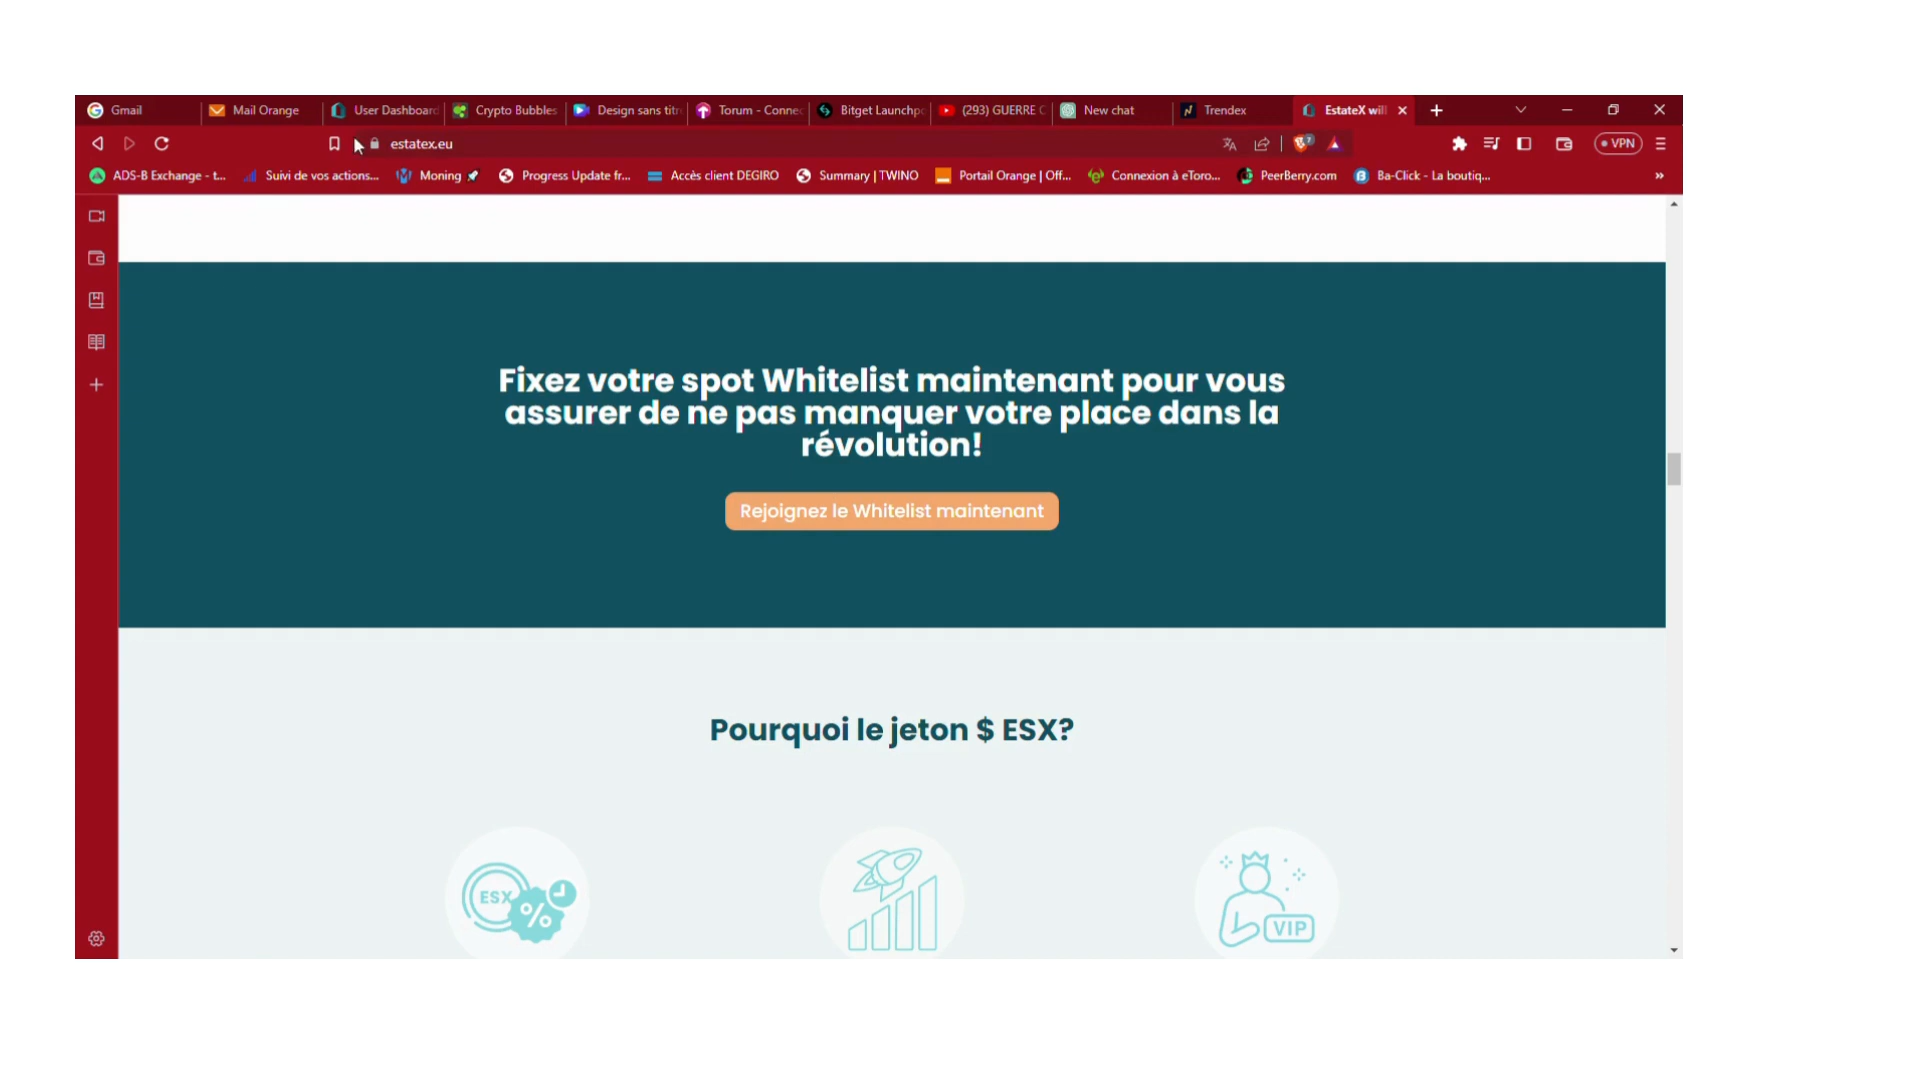 Gmail
Mail Orange
User Dashboard
Crypto Bubbles
Design sans titr
Torum - Connec
Bitget Launchpo
(293) GUERRE C
New chat
Trendex
EstateX will
estatex.eu
VPN
ADS-B Exchange - t...
Suivi de vos actions...
Moning
Progress Update fr...
Accès client DEGIRO
Summary | TWINO
Portail Orange | Off...
Connexion à eToro...
PeerBerry.com
Ba-Click - La boutiq...
Fixez votre spot Whitelist maintenant pour vous
assurer de ne pas manquer votre place dans la
révolution!
Rejoignez le Whitelist maintenant
Pourquoi le jeton $ ESX?
ESX
%
VIP